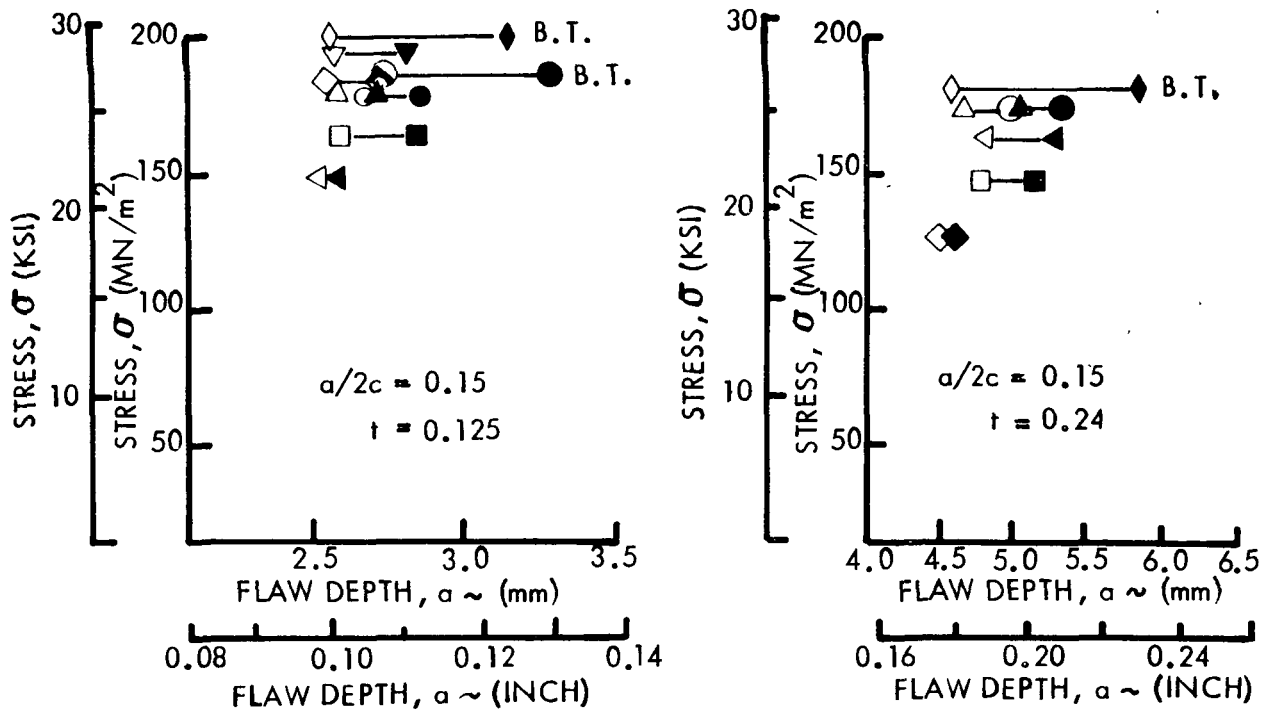 30
20
10
STRESS, σ (KSI)
200
150
100
50
STRESS, σ (MN/m²)
B.T.
B.T.
a/2c = 0.15
t = 0.125
2.5 3.0 3.5
FLAW DEPTH, a ~ (mm)
0.08 0.10 0.12 0.14
FLAW DEPTH, a ~ (INCH)
30
20
10
STRESS, σ (KSI)
200
150
100
50
STRESS, σ (MN/m²)
B.T.
a/2c = 0.15
t = 0.24
4.0 4.5 5.0 5.5 6.0 6.5
FLAW DEPTH, a ~ (mm)
0.16 0.20 0.24
FLAW DEPTH, a ~ (INCH)